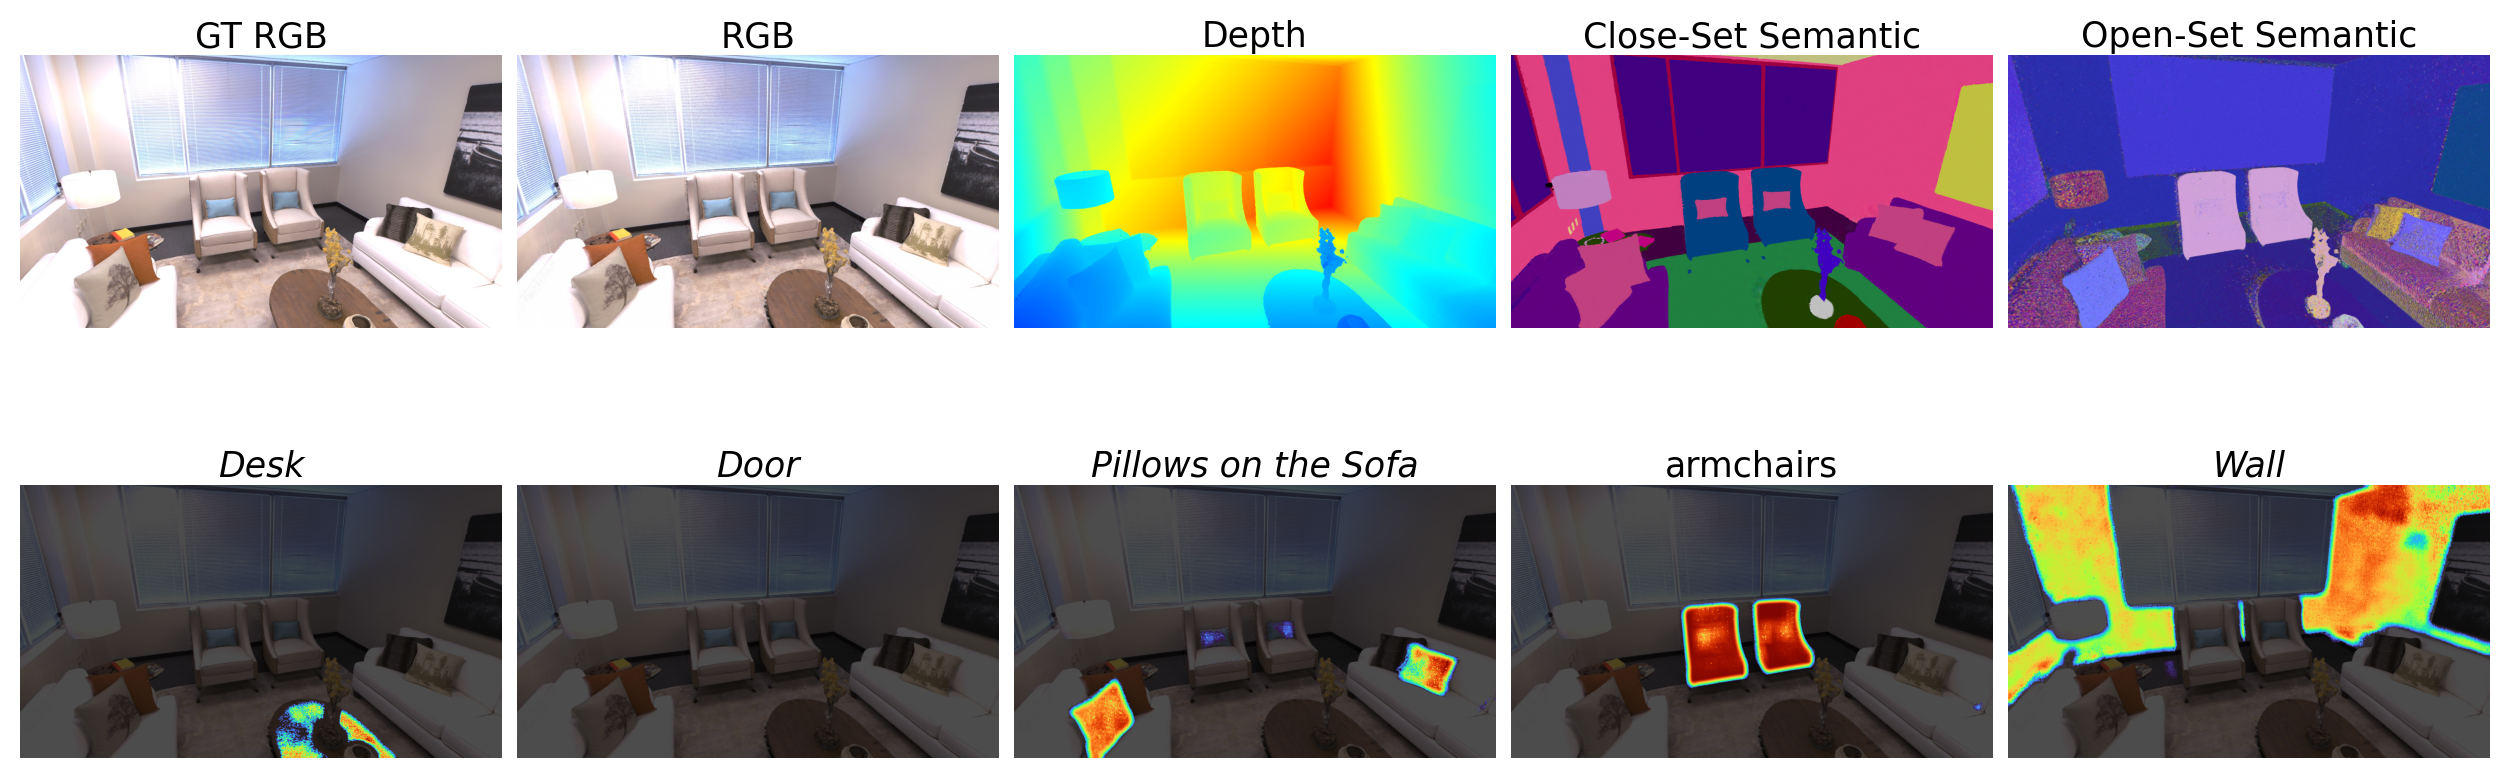 GT RGB
RGB
Depth
Close-Set Semantic
Open-Set Semantic
Desk
Door
Pillows on the Sofa
armchairs
Wall